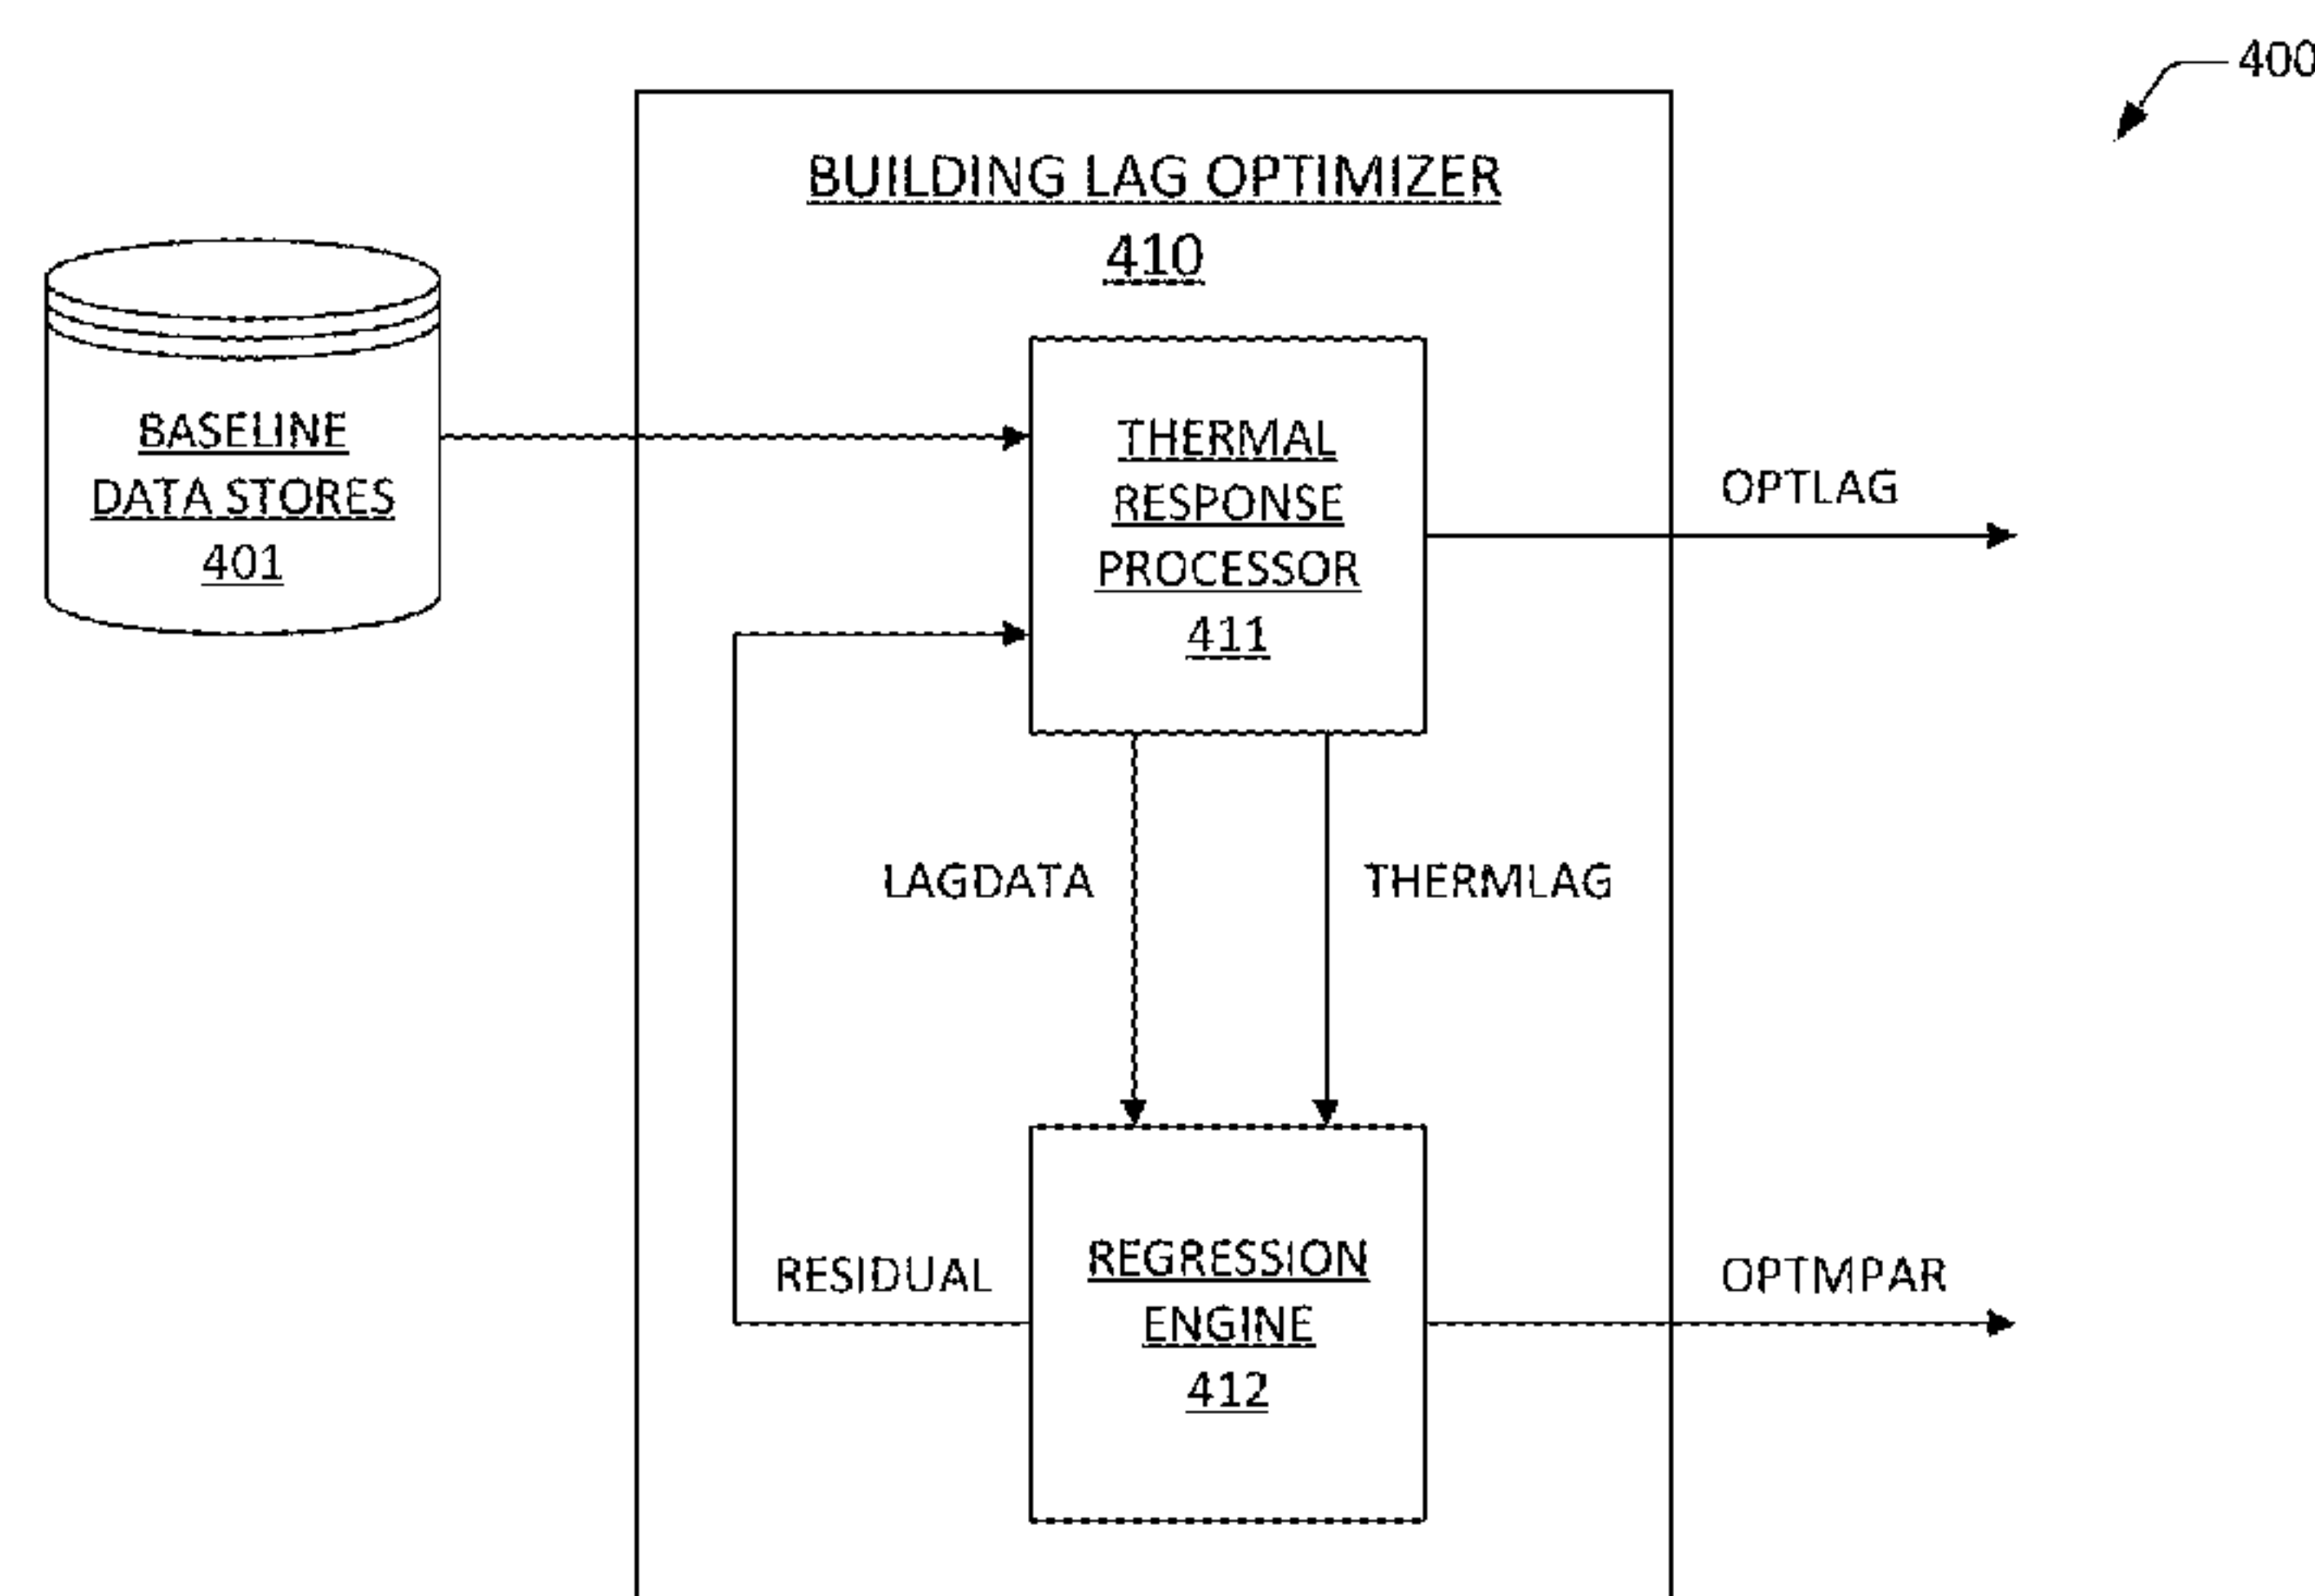 400
BUILDING LAG OPTIMIZER
410
BASELINE
DATA STORES
401
THERMAL
RESPONSE
PROCESSOR
411
OPTLAG
LAGDATA
THERMLAG
RESIDUAL
REGRESSION
ENGINE
412
OPTMPAR